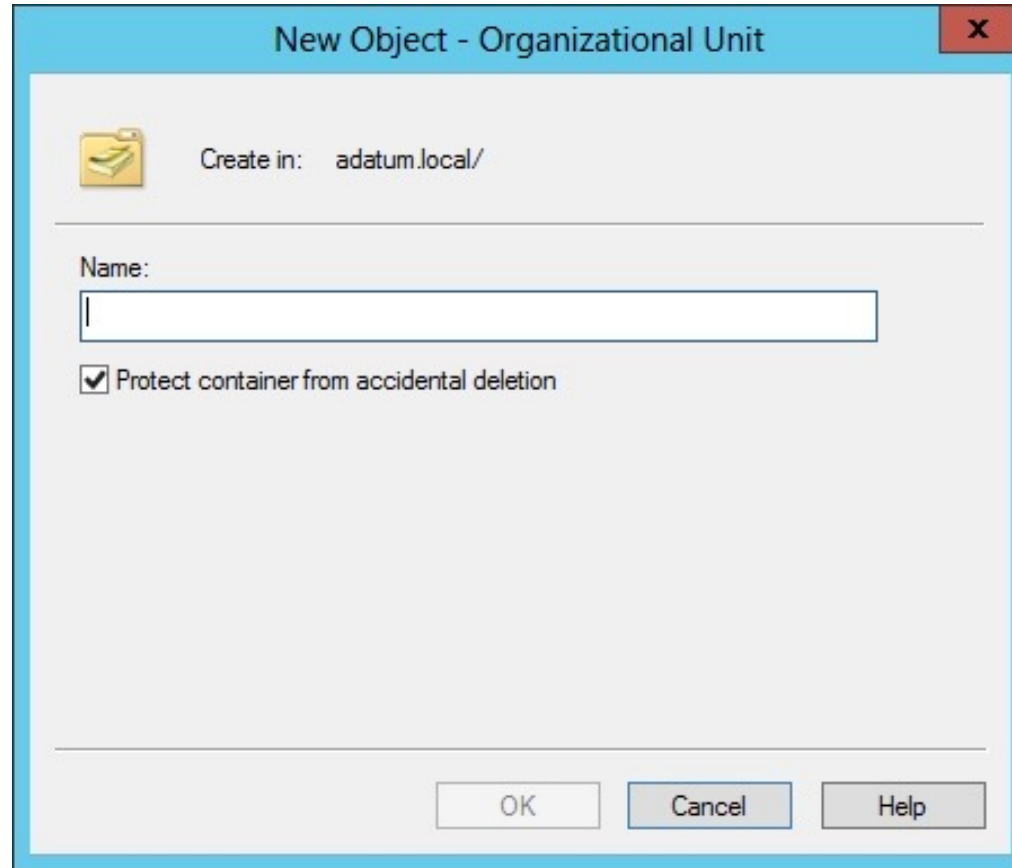 New Object - Organizational Unit
x
Create in: adatum.local/
Name:
Protect container from accidental deletion
OK Cancel Help